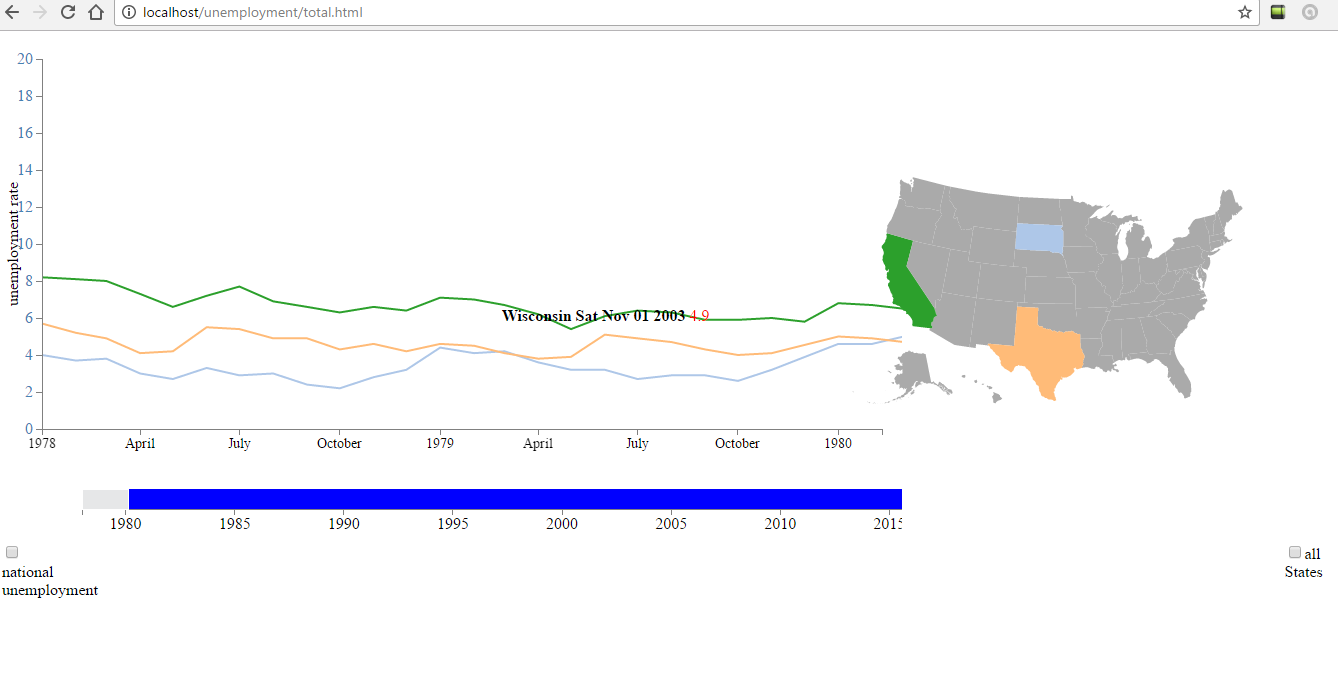 localhost/unemployment/total.html
20
18
16
14
12
10
8
6
4
2
0
unemployment rate
Wisconsin Sat Nov 01 2003 4.9
1978 April July October 1979 April July October 1980
1980 1985 1990 1995 2000 2005 2010 2015
national
unemployment
all
States